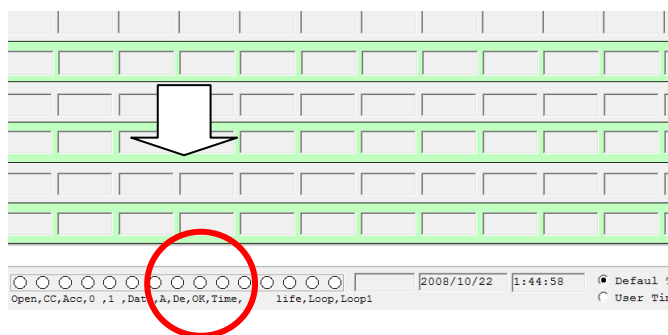 2008/10/22 1:44:58 Defaul
Open,CC,Acc,0 ,1 ,Data,A,De,OK,Time, life,Loop,Loop1
User Tim